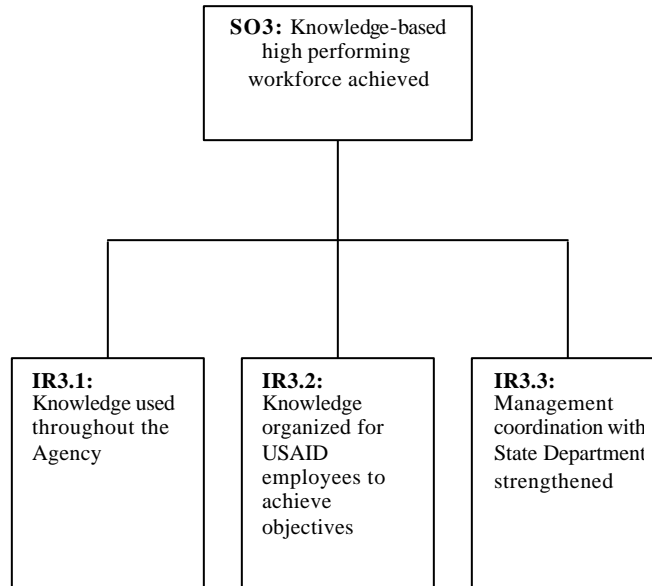 SO3: Knowledge-based
high performing
workforce achieved
IR3.1:
Knowledge used
throughout the
Agency
IR3.2:
Knowledge
organized for
USAID
employees to
achieve
objectives
IR3.3:
Management
coordination with
State Department
strengthened